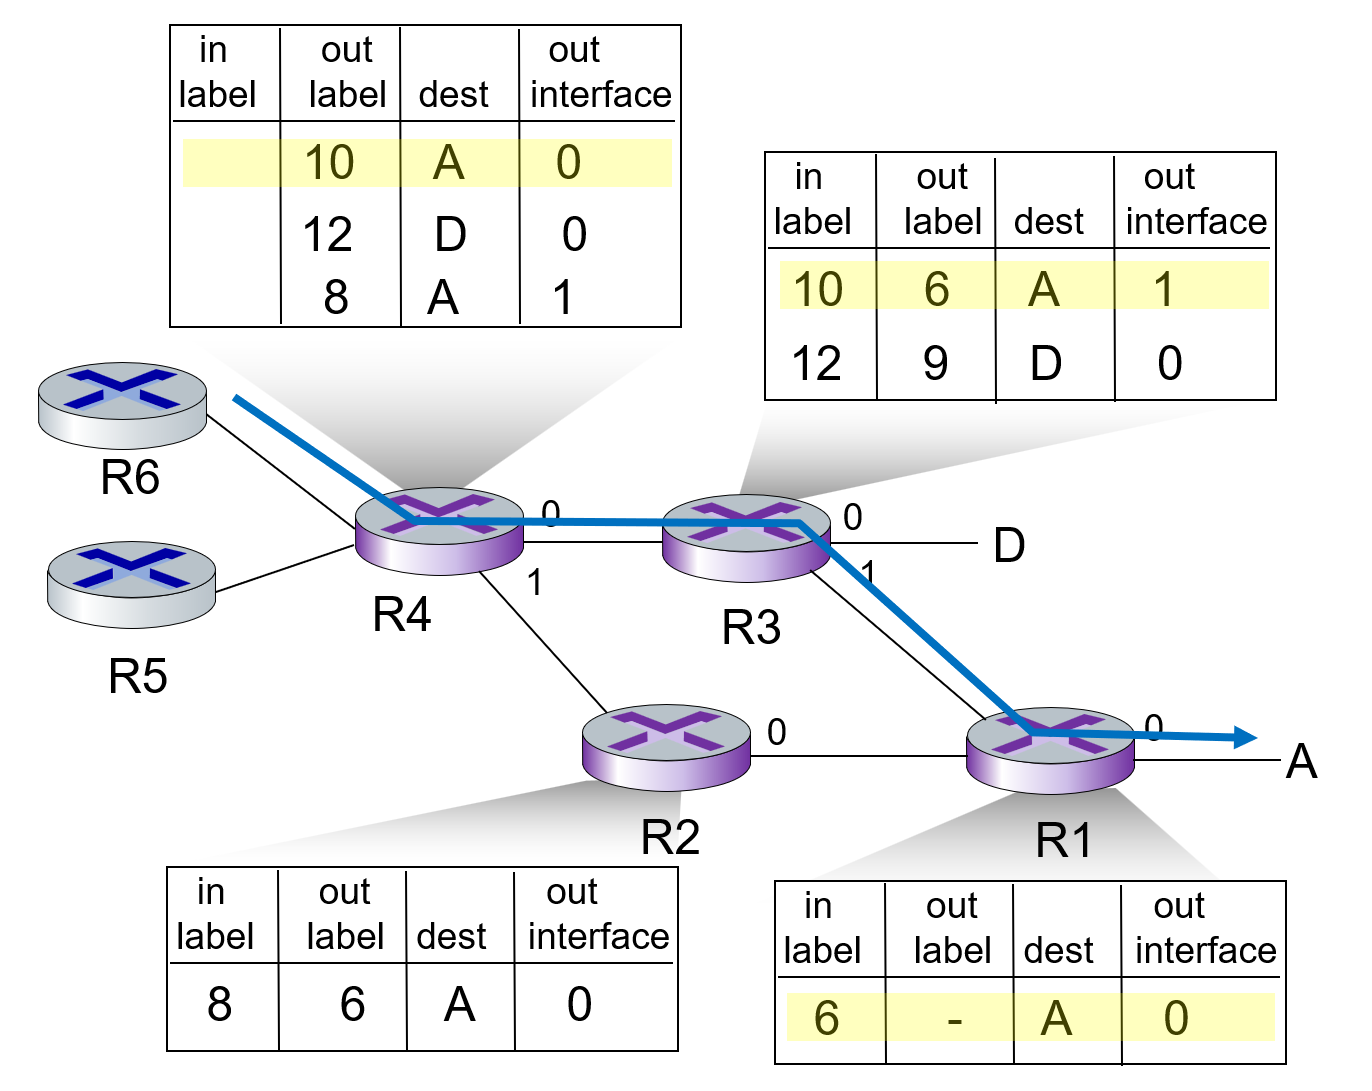 in out out
label label dest interface
10 A 0
12 D 0
8 A 1
in out out
label label dest interface
10 6 A 1
12 9 D 0
R6
R5
R4
0
1
R3
0
1
D
R2
0
R1
0
A
in out out
label label dest interface
8 6 A 0
in out out
label label dest interface
6 - A 0